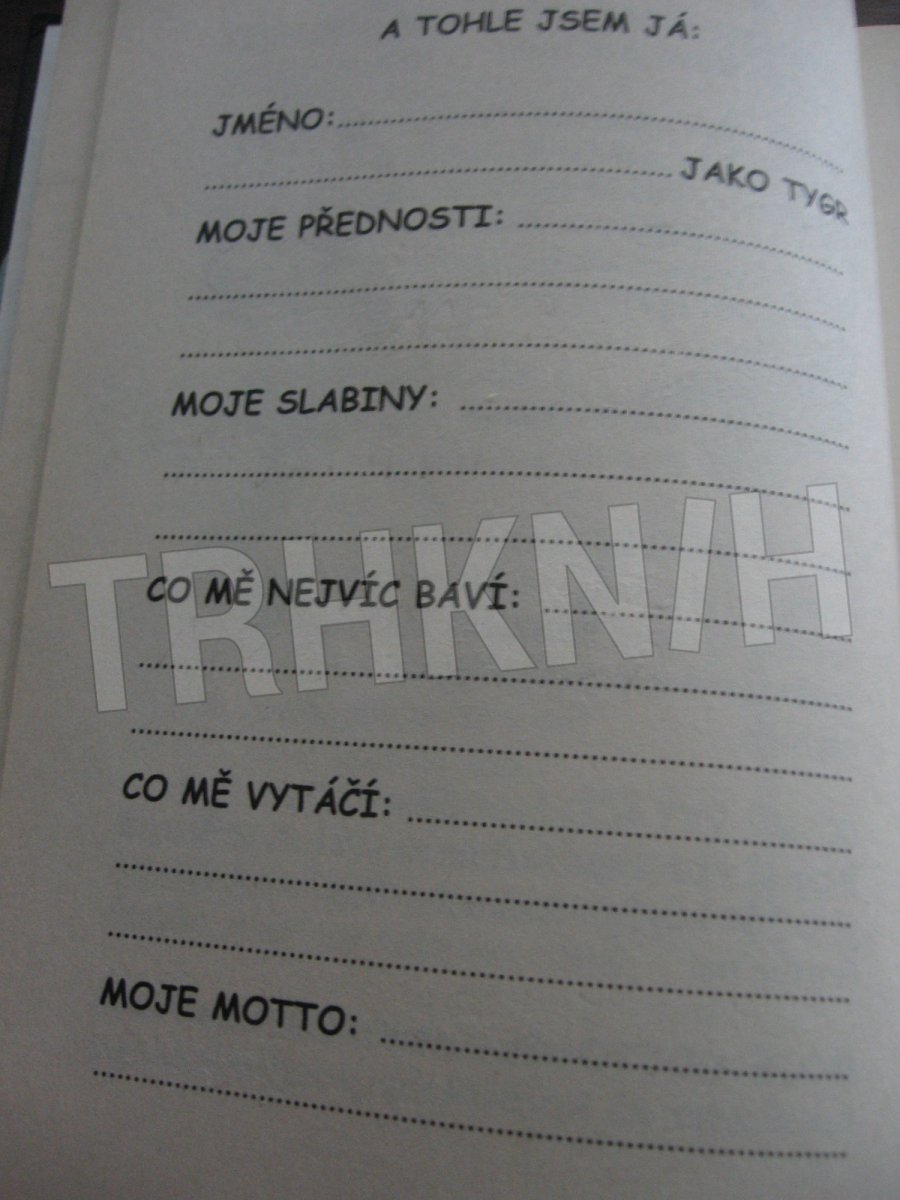 A TOHLE JSEM JÁ:
JMÉNO:..............................................
.............................................. JAKO TYGR
MOJE PŘEDNOSTI: ..............................................
..............................................
..............................................
MOJE SLABINY: ..............................................
..............................................
..............................................
TRHKNIH
CO MĚ NEJVÍC BAVÍ: ..............................................
..............................................
..............................................
CO MĚ VYTÁČÍ: ..............................................
..............................................
..............................................
MOJE MOTTO: ..............................................
..............................................